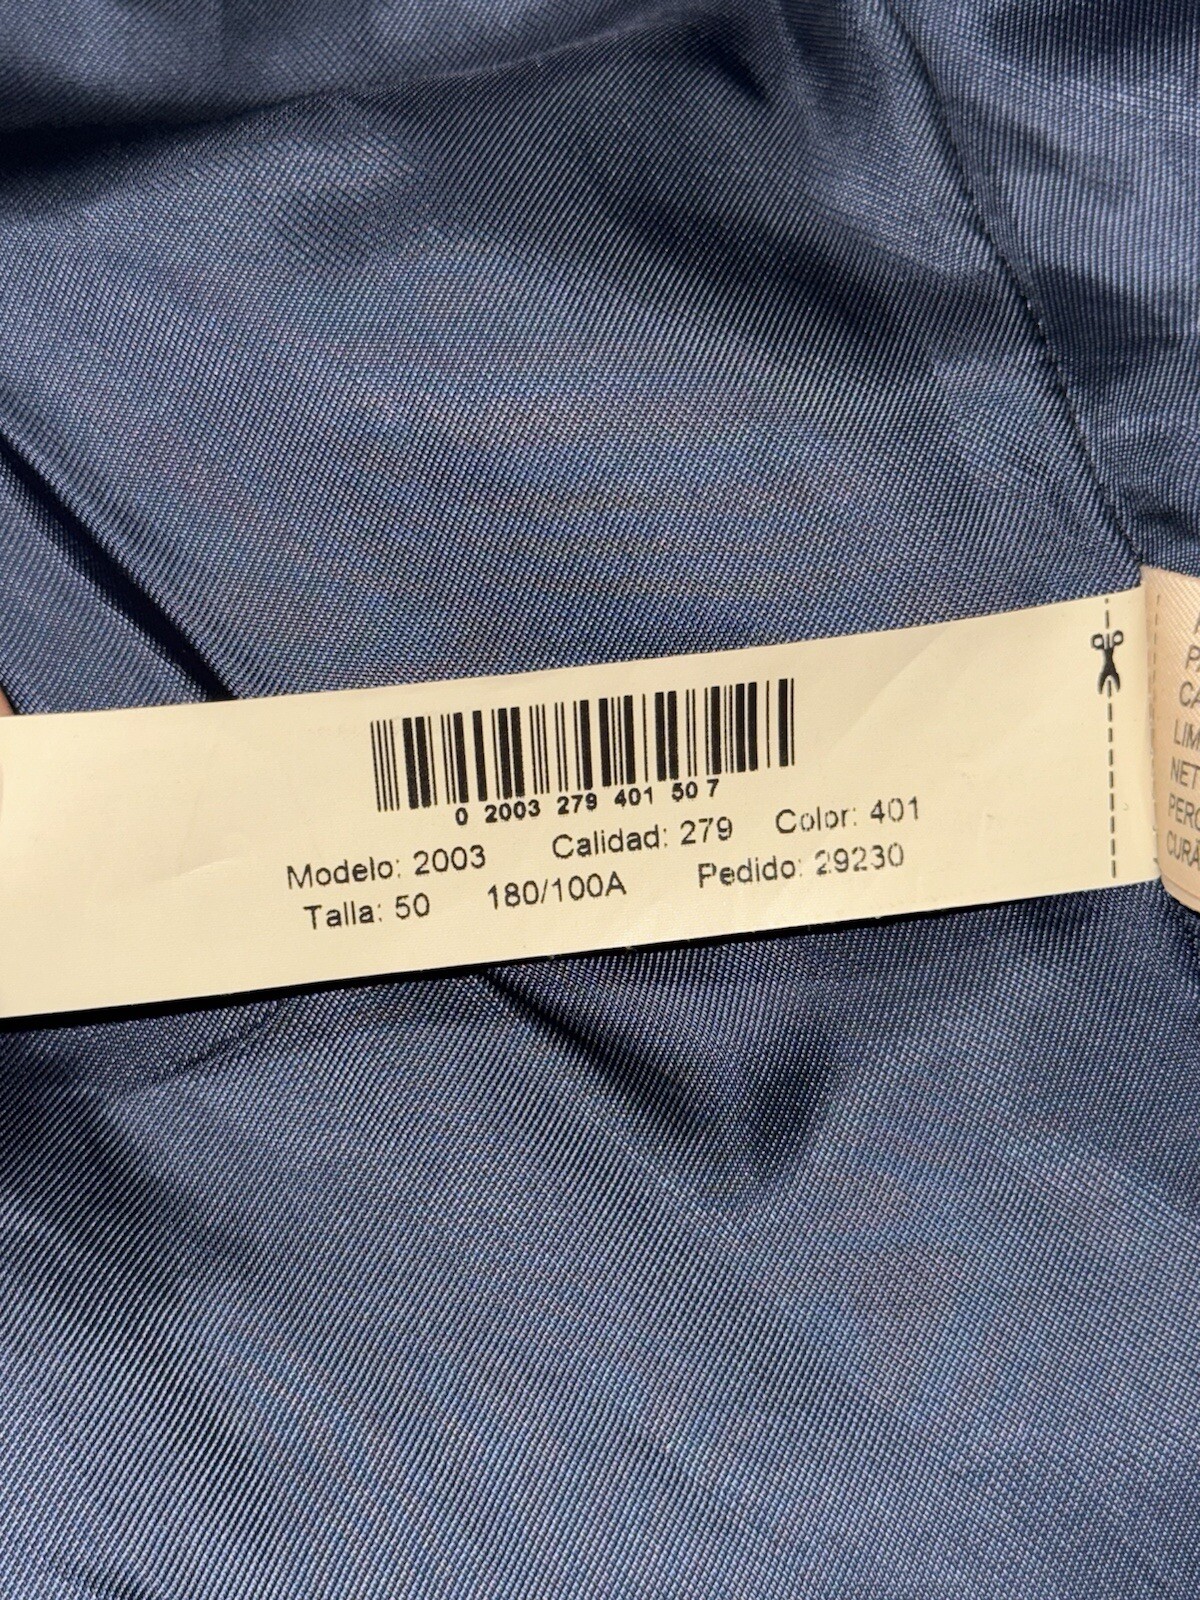 0 2003 279 401 50 7
Modelo: 2003 Calidad: 279 Color: 401
Talla: 50 180/100A Pedido: 29230